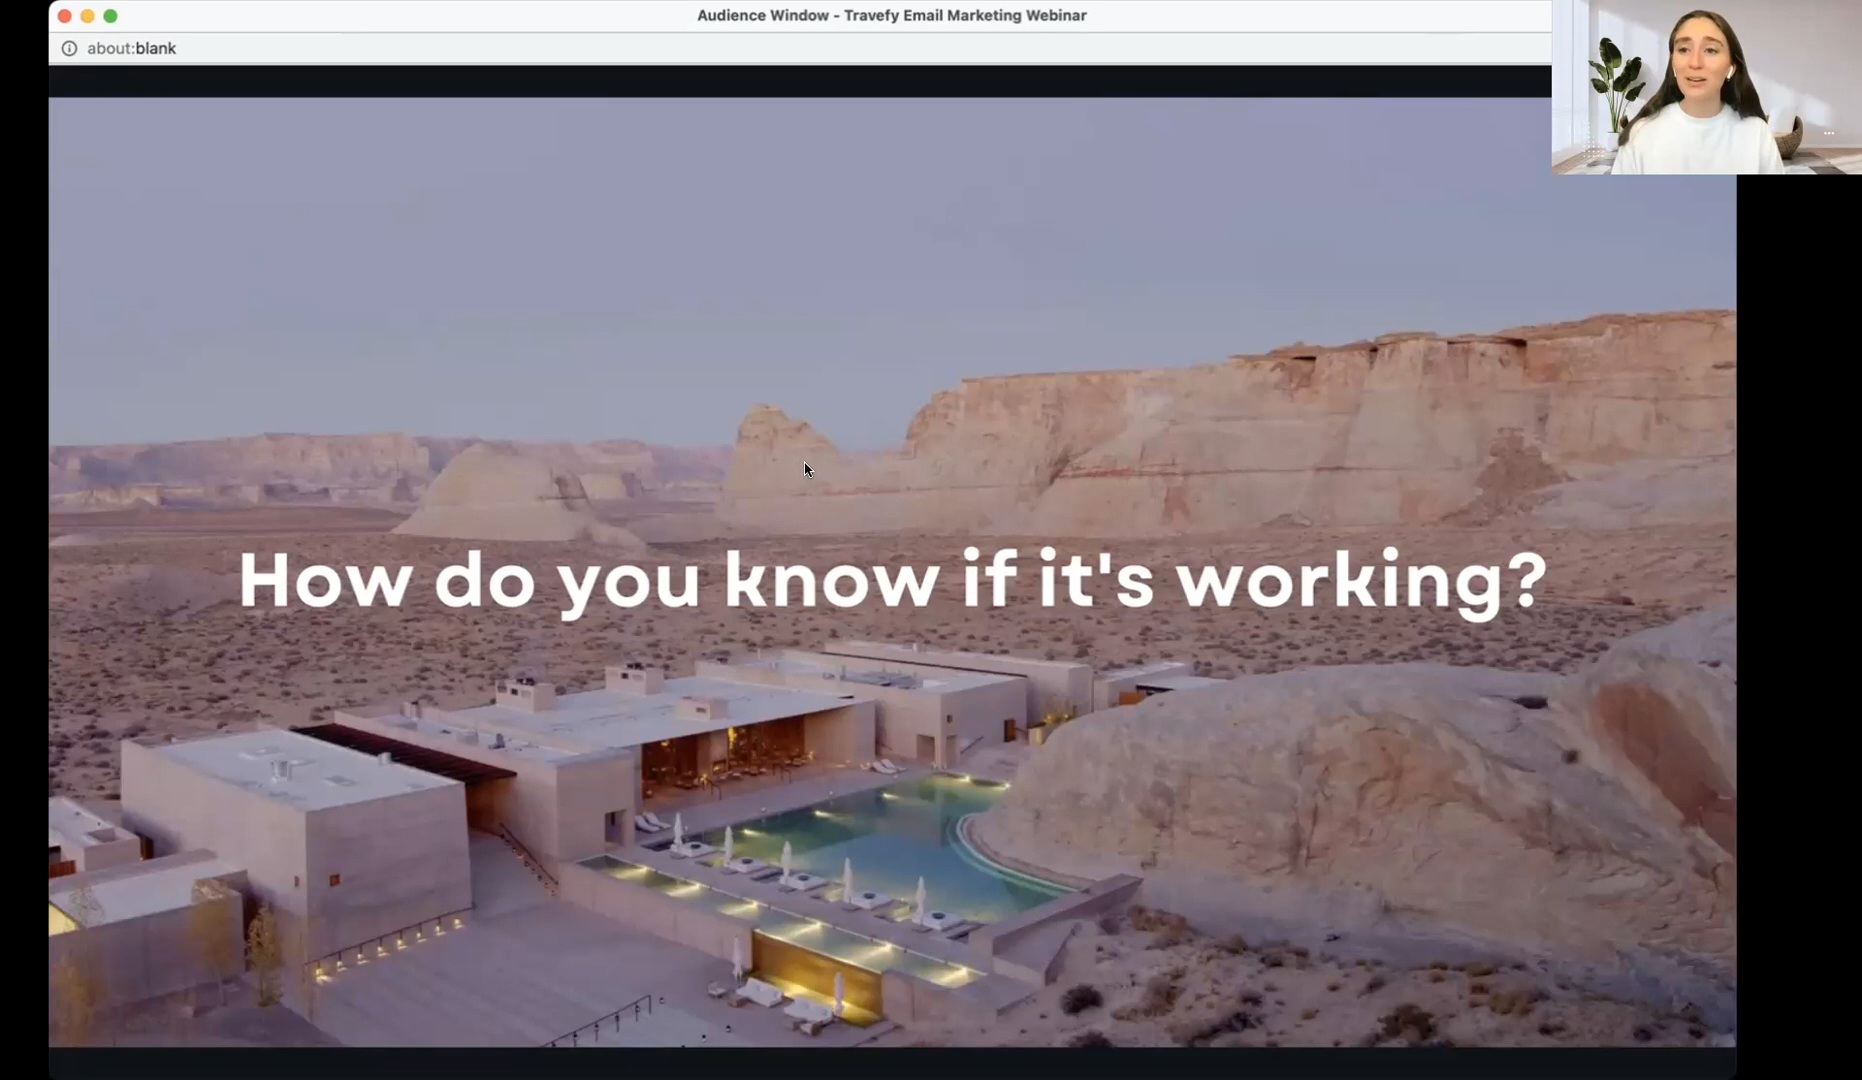 Audience Window - Travefy Email Marketing Webinar
about:blank
How do you know if it's working?